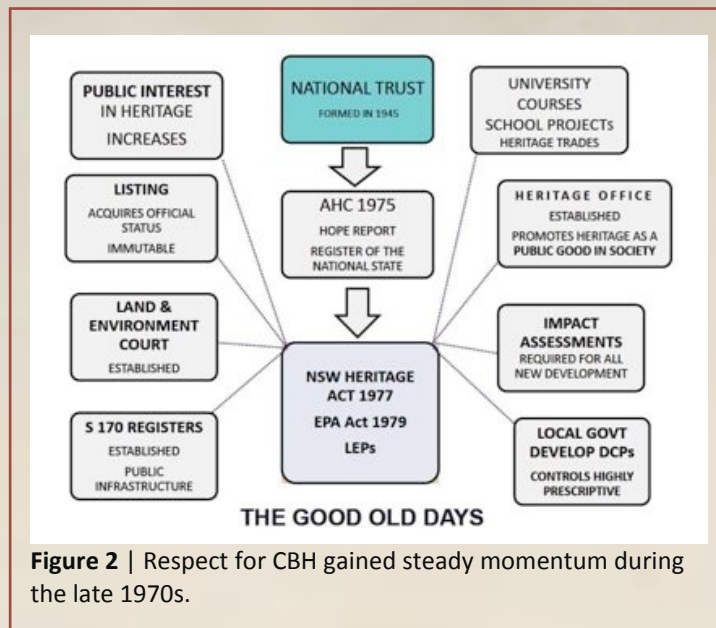 PUBLIC INTEREST
IN HERITAGE
INCREASES
LISTING
ACQUIRES OFFICIAL
STATUS
IMMUTABLE
LAND &
ENVIRONMENT
COURT
ESTABLISHED
S 170 REGISTERS
ESTABLISHED
PUBLIC
INFRASTRUCTURE
NATIONAL TRUST
FORMED IN 1945
AHC 1975
HOPE REPORT
REGISTER OF THE
NATIONAL STATE
NSW HERITAGE
ACT 1977
EPA Act 1979
LEPs
UNIVERSITY
COURSES
SCHOOL PROJECTs
HERITAGE TRADES
HERITAGE OFFICE
ESTABLISHED
PROMOTES HERITAGE AS A
PUBLIC GOOD IN SOCIETY
IMPACT
ASSESSMENTS
REQUIRED FOR ALL
NEW DEVELOPMENT
LOCAL GOVT
DEVELOP DCPs
CONTROLS HIGHLY
PRESCRIPTIVE
THE GOOD OLD DAYS
Figure 2 | Respect for CBH gained steady momentum during
the late 1970s.